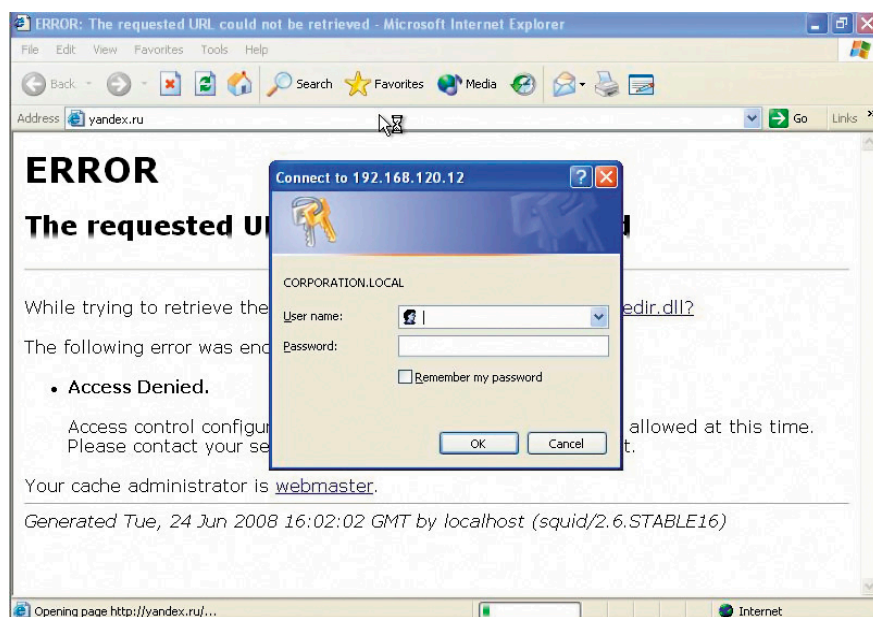 ERROR: The requested URL could not be retrieved - Microsoft Internet Explorer
File Edit View Favorites Tools Help
Back Search Favorites Media
Address yandex.ru Go Links »
ERROR
The requested U
Connect to 192.168.120.12
CORPORATION.LOCAL
User name:
Password:
Remember my password
OK Cancel
While trying to retrieve the edir.dll?
The following error was enc
• Access Denied.
Access control configur allowed at this time.
Please contact your se t.
Your cache administrator is webmaster.
Generated Tue, 24 Jun 2008 16:02:02 GMT by localhost (squid/2.6.STABLE16)
Opening page http://yandex.ru/... Internet